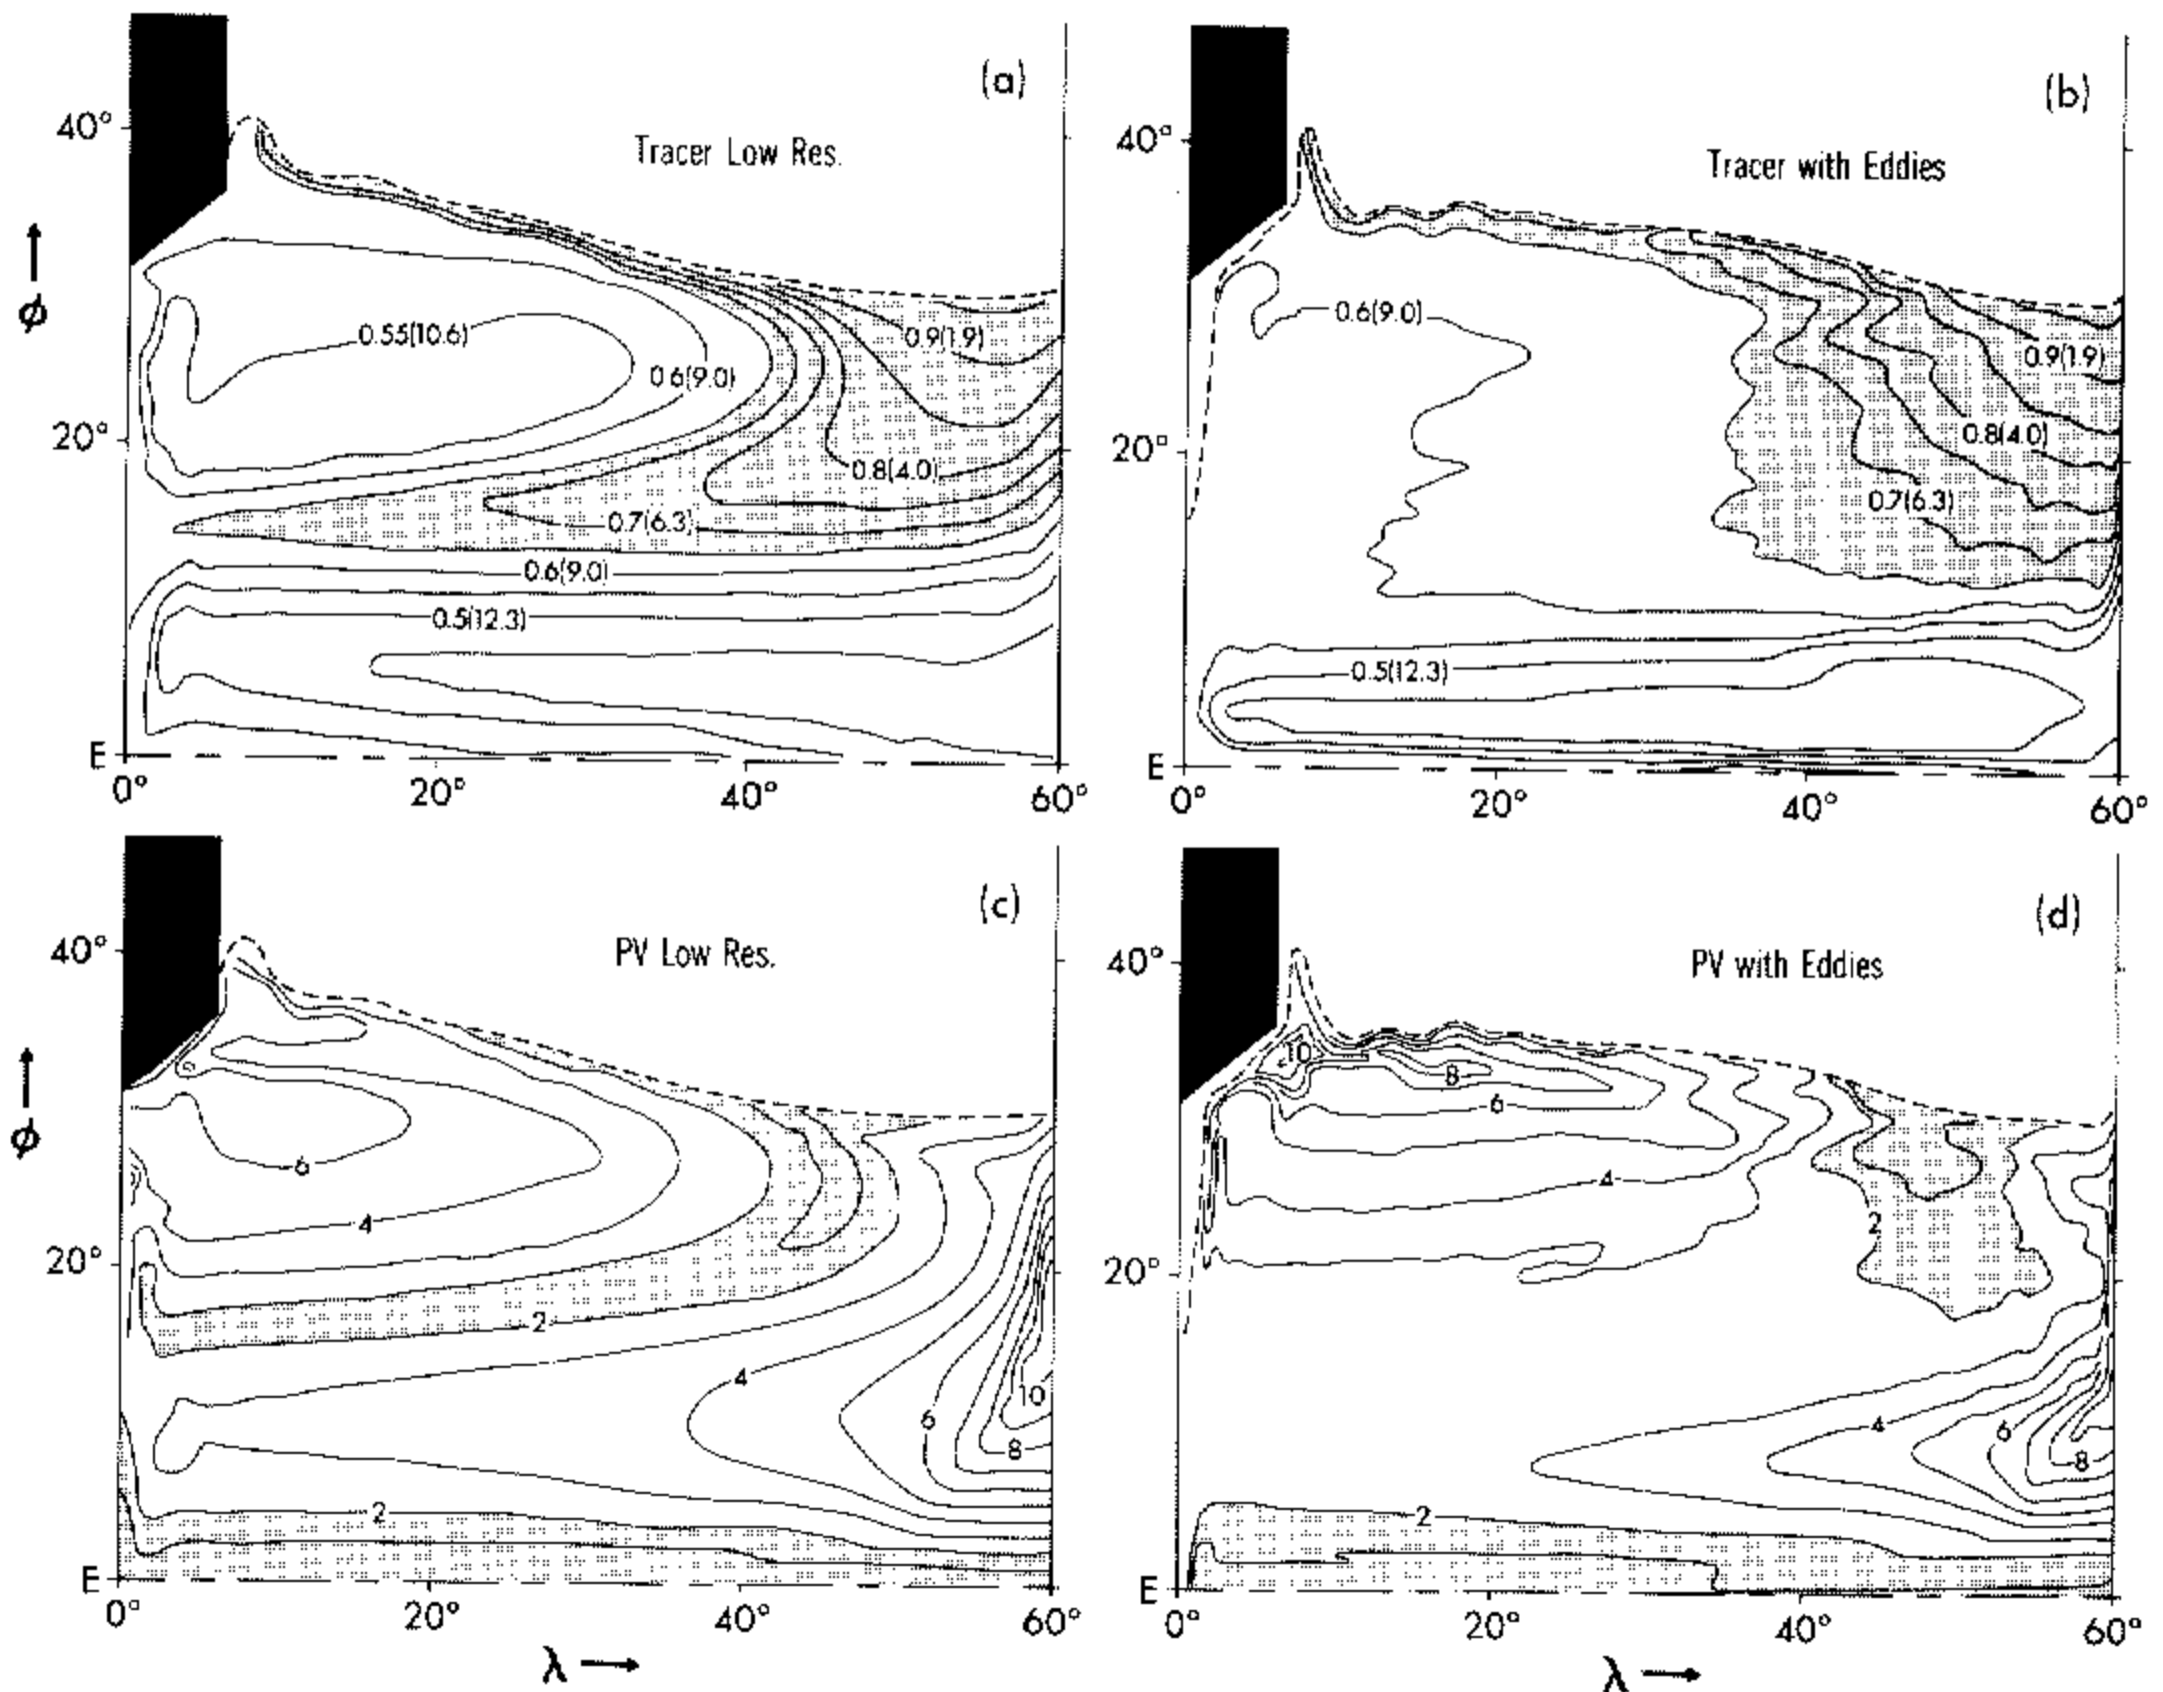 (a)
Tracer Low Res.
40°
20°
E
ϕ
0.55(10.6)
0.6(9.0)
0.9(1.9)
0.8(4.0)
0.7(6.3)
0.6(9.0)
0.5(12.3)
0° 20° 40° 60°
(b)
Tracer with Eddies
40°
20°
E
0.6(9.0)
0.9(1.9)
0.8(4.0)
0.7(6.3)
0.5(12.3)
0° 20° 40° 60°
(c)
PV Low Res.
40°
20°
E
ϕ
6
4
2
4
10
6
8
2
0° 20° 40° 60°
λ
(d)
PV with Eddies
40°
20°
E
10
8
6
4
2
4
6
8
2
0° 20° 40° 60°
λ